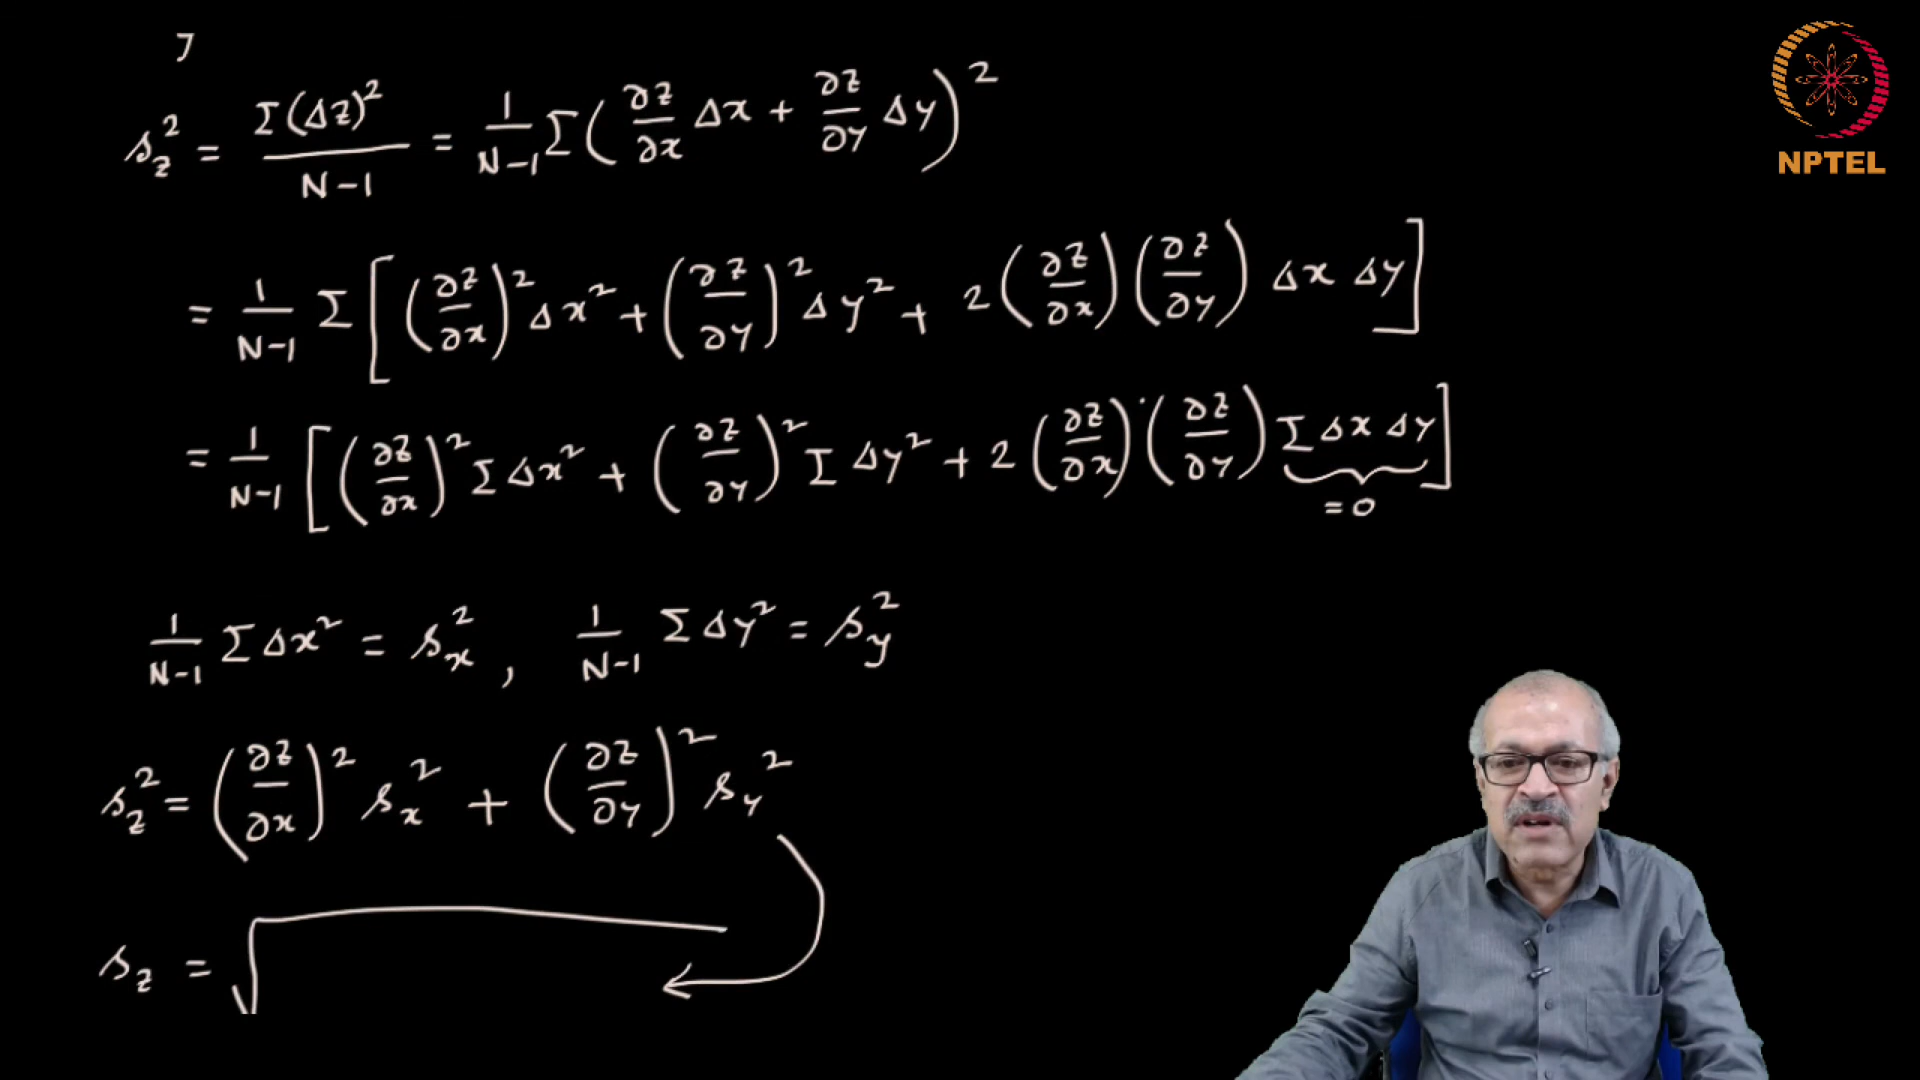 NPTEL
s_z^2 = Σ(Δz)^2 / N-1 = 1/N-1 Σ(∂z/∂x Δx + ∂z/∂y Δy)^2
= 1/N-1 Σ[(∂z/∂x)^2 Δx^2 + (∂z/∂y)^2 Δy^2 + 2(∂z/∂x)(∂z/∂y) Δx Δy]
= 1/N-1 [(∂z/∂x)^2 ΣΔx^2 + (∂z/∂y)^2 Σ Δy^2 + 2(∂z/∂x)·(∂z/∂y) ΣΔx Δy]
= 0
1/N-1 ΣΔx^2 = s_x^2 , 1/N-1 ΣΔy^2 = s_y^2
s_z^2 = (∂z/∂x)^2 s_x^2 + (∂z/∂y)^2 s_y^2
s_z = √